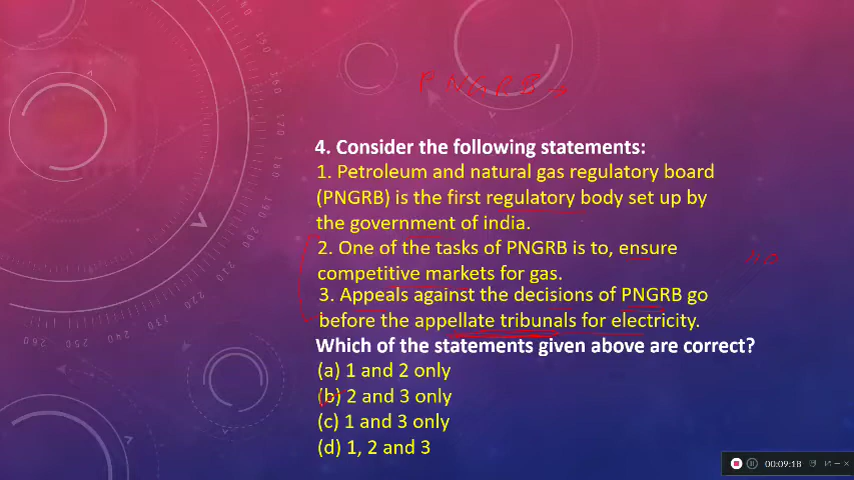 PNGRB →
4. Consider the following statements:
1. Petroleum and natural gas regulatory board
(PNGRB) is the first regulatory body set up by
the government of india.
2. One of the tasks of PNGRB is to, ensure
competitive markets for gas.
3. Appeals against the decisions of PNGRB go
before the appellate tribunals for electricity.
Which of the statements given above are correct?
(a) 1 and 2 only
(b) 2 and 3 only
(c) 1 and 3 only
(d) 1, 2 and 3
00:09:18